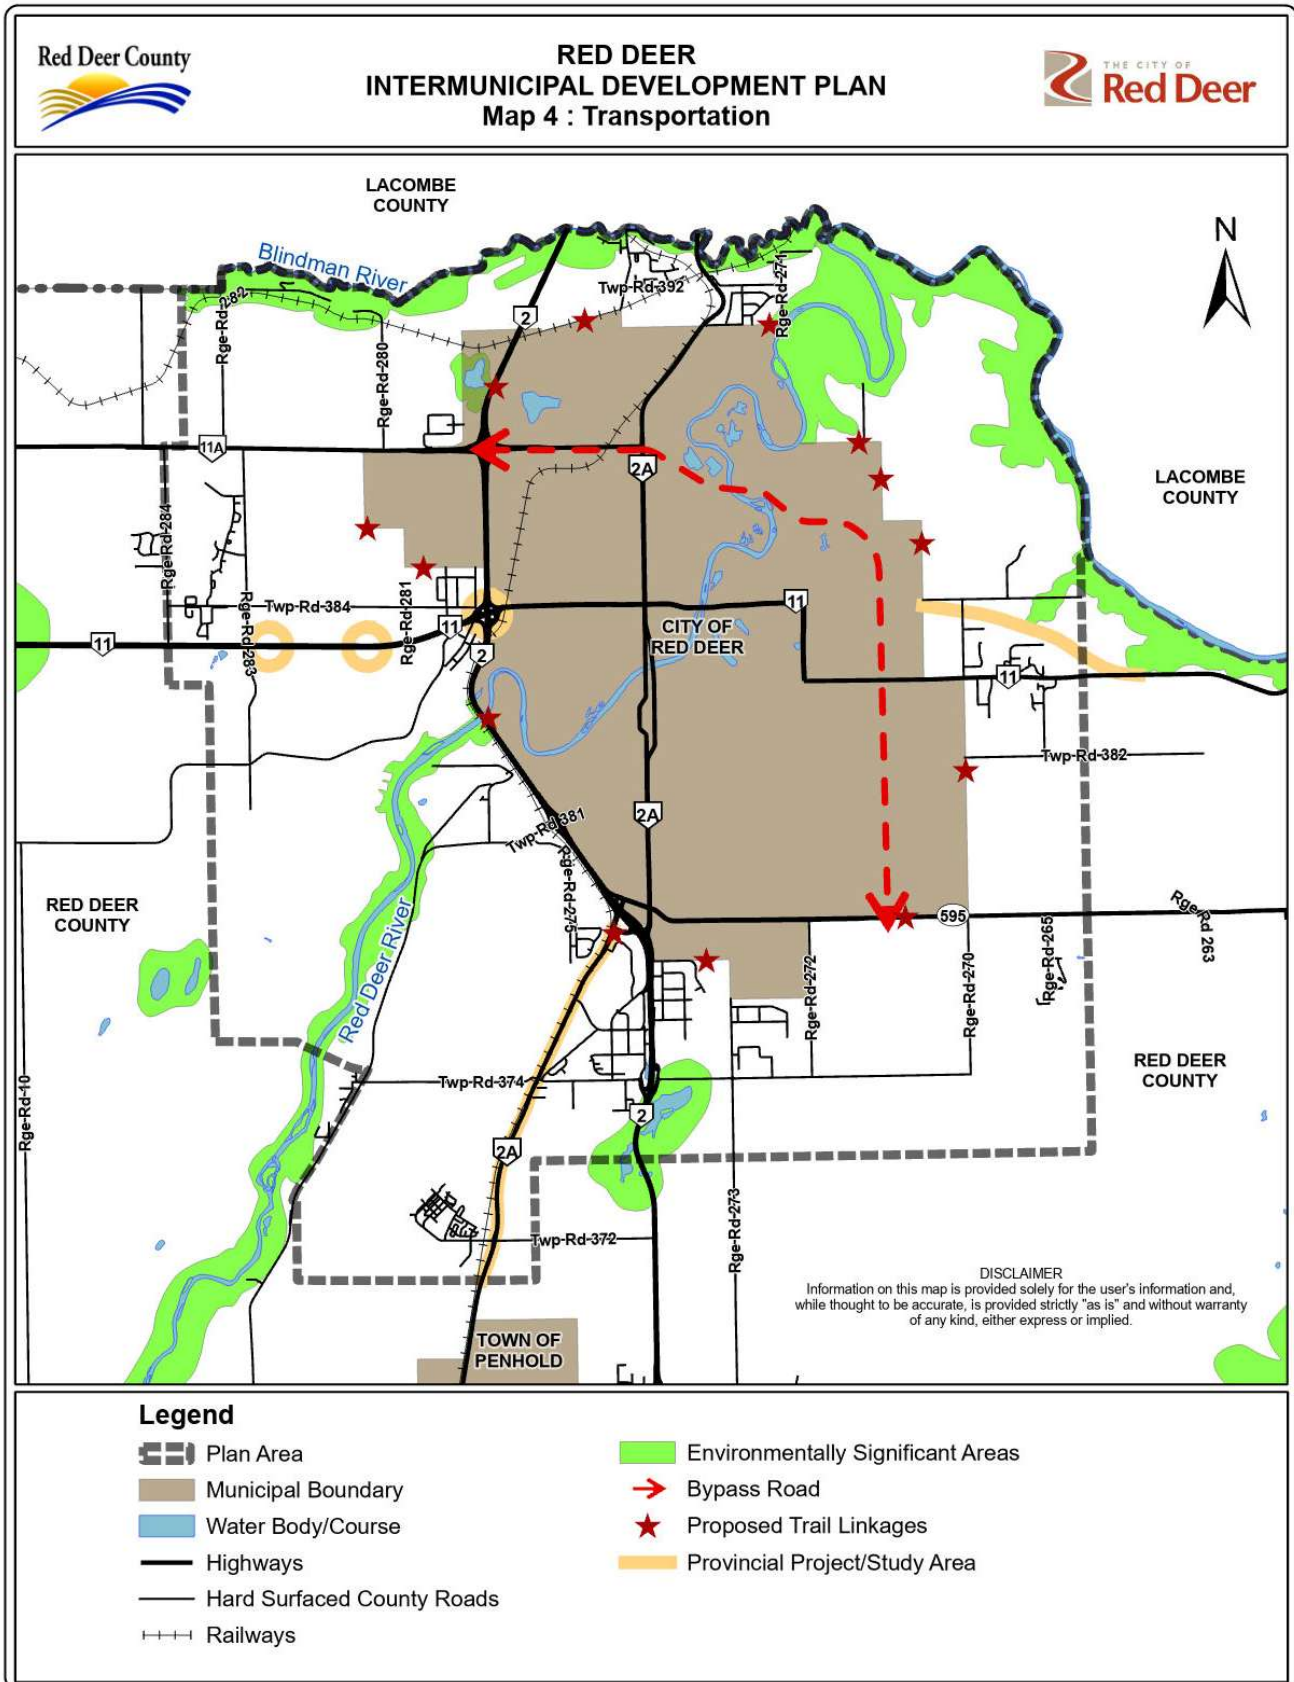 Red Deer County
RED DEER
INTERMUNICIPAL DEVELOPMENT PLAN
Map 4 : Transportation
THE CITY OF
Red Deer
LACOMBE
COUNTY
N
Blindman River
Twp-Rd-392
Rge-Rd-271
Rge-Rd-282
2
Rge-Rd-280
11A
2A
LACOMBE
COUNTY
Rge-Rd-284
Twp-Rd-384
Rge-Rd-281
Rge-Rd-283
11
11
11
2
CITY OF
RED DEER
11
Twp-Rd-382
2A
Twp-Rd-381
Rge-Rd-275
RED DEER
COUNTY
Red Deer River
595
Rge-Rd 263
Rge-Rd-265
Rge-Rd-272
Rge-Rd-270
Rge-Rd-10
Twp-Rd-374
RED DEER
COUNTY
2
2A
Rge-Rd-273
Twp-Rd-372
DISCLAIMER
Information on this map is provided solely for the user's information and,
while thought to be accurate, is provided strictly "as is" and without warranty
of any kind, either express or implied.
TOWN OF
PENHOLD
Legend
Plan Area
Municipal Boundary
Water Body/Course
Highways
Hard Surfaced County Roads
Railways
Environmentally Significant Areas
Bypass Road
Proposed Trail Linkages
Provincial Project/Study Area